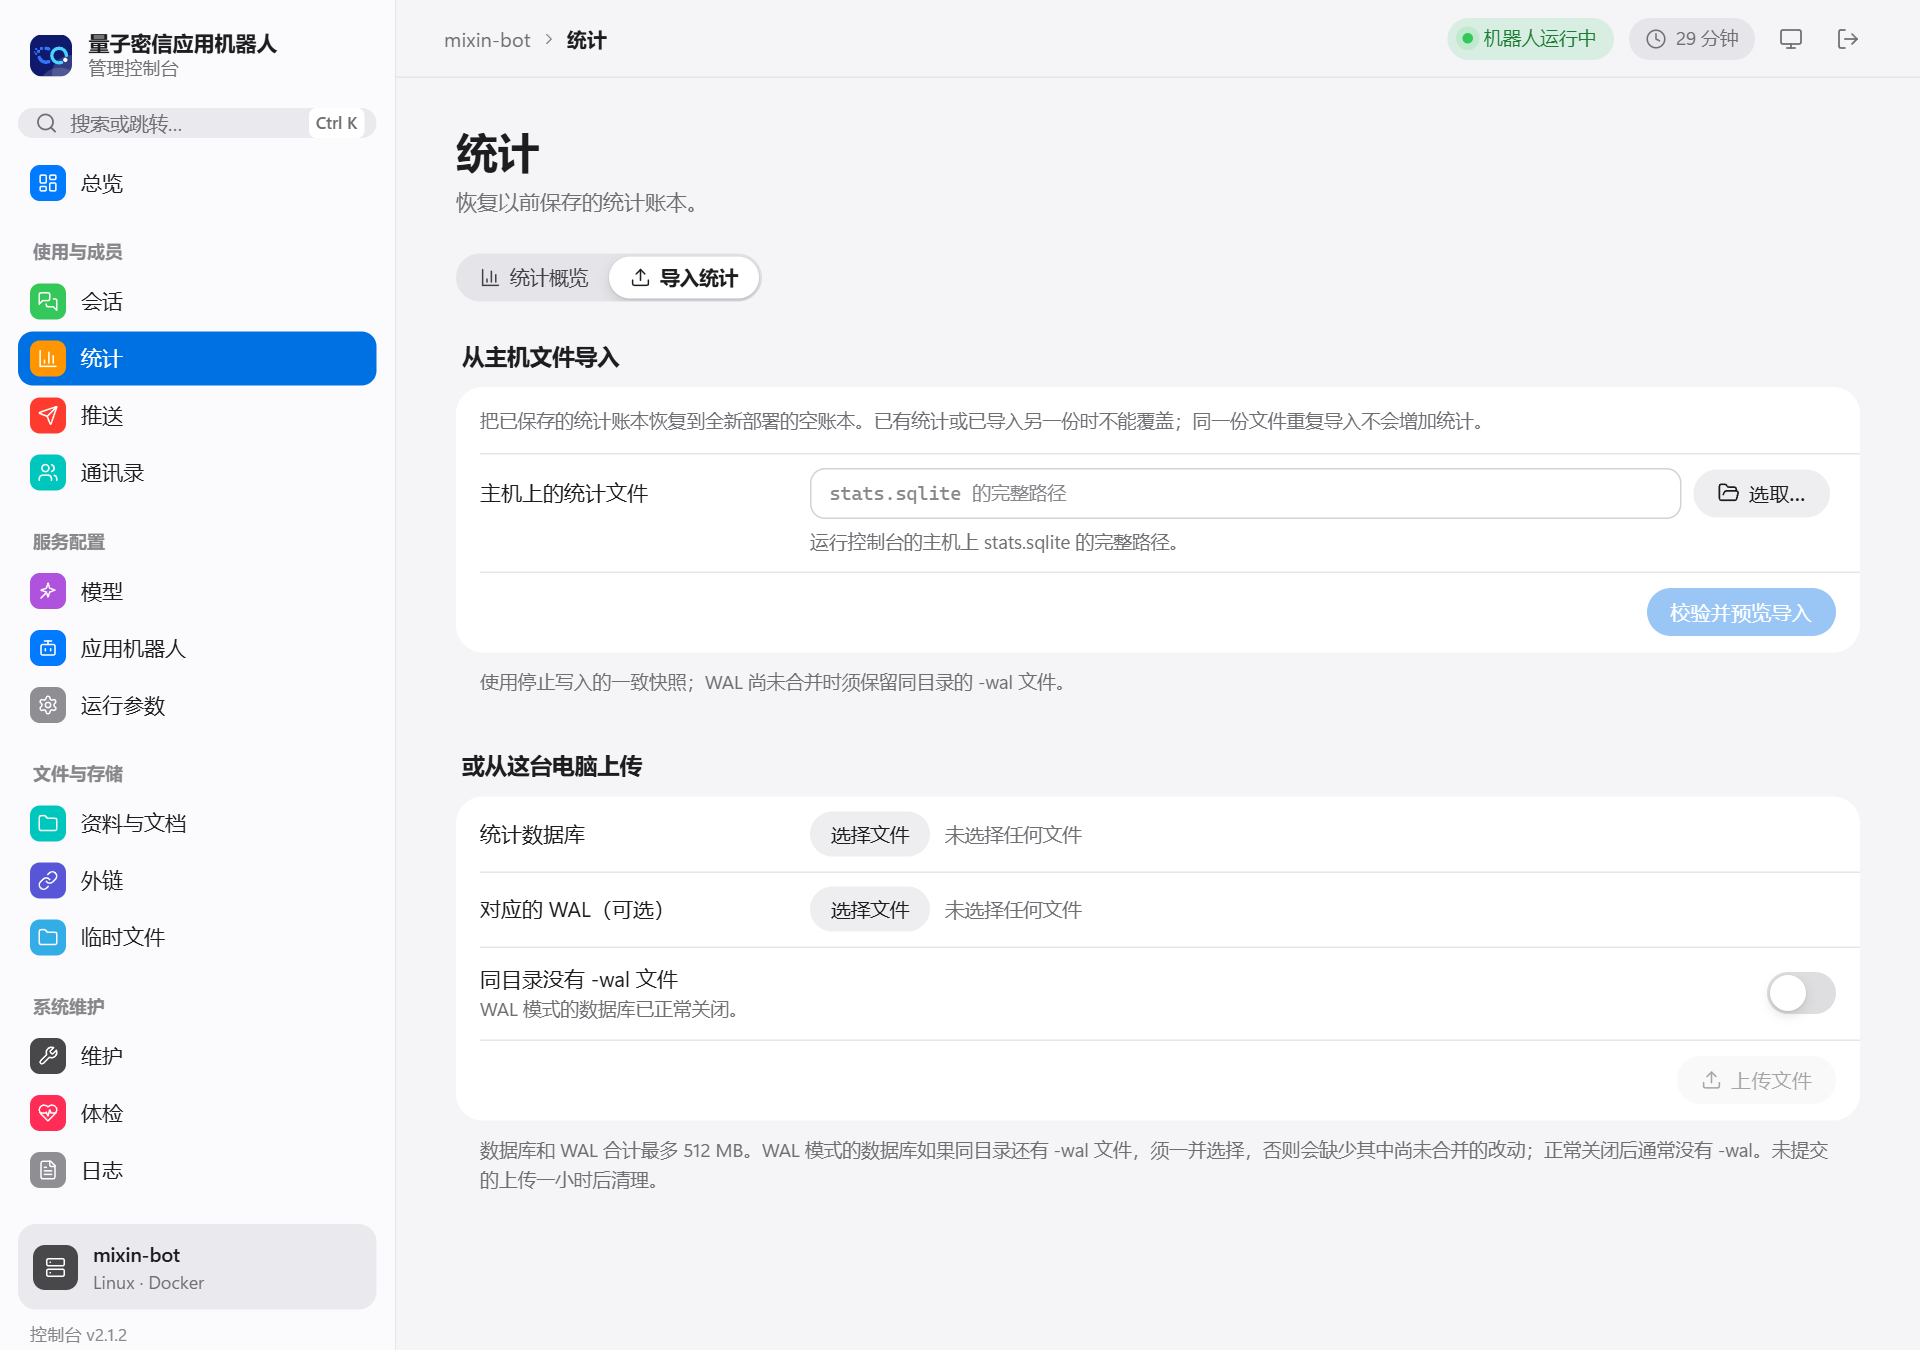 量子密信应用机器人
管理控制台
搜索或跳转... Ctrl K
总览
使用与成员
会话
统计
推送
通讯录
服务配置
模型
应用机器人
运行参数
文件与存储
资料与文档
外链
临时文件
系统维护
维护
体检
日志
mixin-bot
Linux · Docker
控制台 v2.1.2
mixin-bot > 统计
机器人运行中
29 分钟
统计
恢复以前保存的统计账本。
统计概览 导入统计
从主机文件导入
把已保存的统计账本恢复到全新部署的空账本。已有统计或已导入另一份时不能覆盖；同一份文件重复导入不会增加统计。
主机上的统计文件 stats.sqlite 的完整路径 选取...
运行控制台的主机上 stats.sqlite 的完整路径。
校验并预览导入
使用停止写入的一致快照；WAL 尚未合并时须保留同目录的 -wal 文件。
或从这台电脑上传
统计数据库 选择文件 未选择任何文件
对应的 WAL（可选） 选择文件 未选择任何文件
同目录没有 -wal 文件
WAL 模式的数据库已正常关闭。
上传文件
数据库和 WAL 合计最多 512 MB。WAL 模式的数据库如果同目录还有 -wal 文件，须一并选择，否则会缺少其中尚未合并的改动；正常关闭后通常没有 -wal。未提交
的上传一小时后清理。